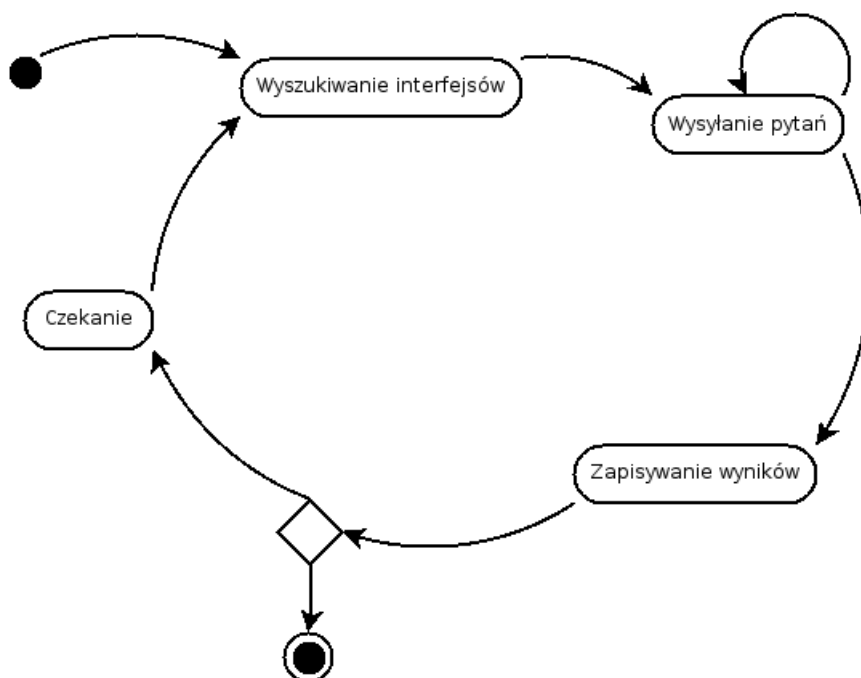 Wyszukiwanie interfejsów
Wysyłanie pytań
Czekanie
Zapisywanie wyników